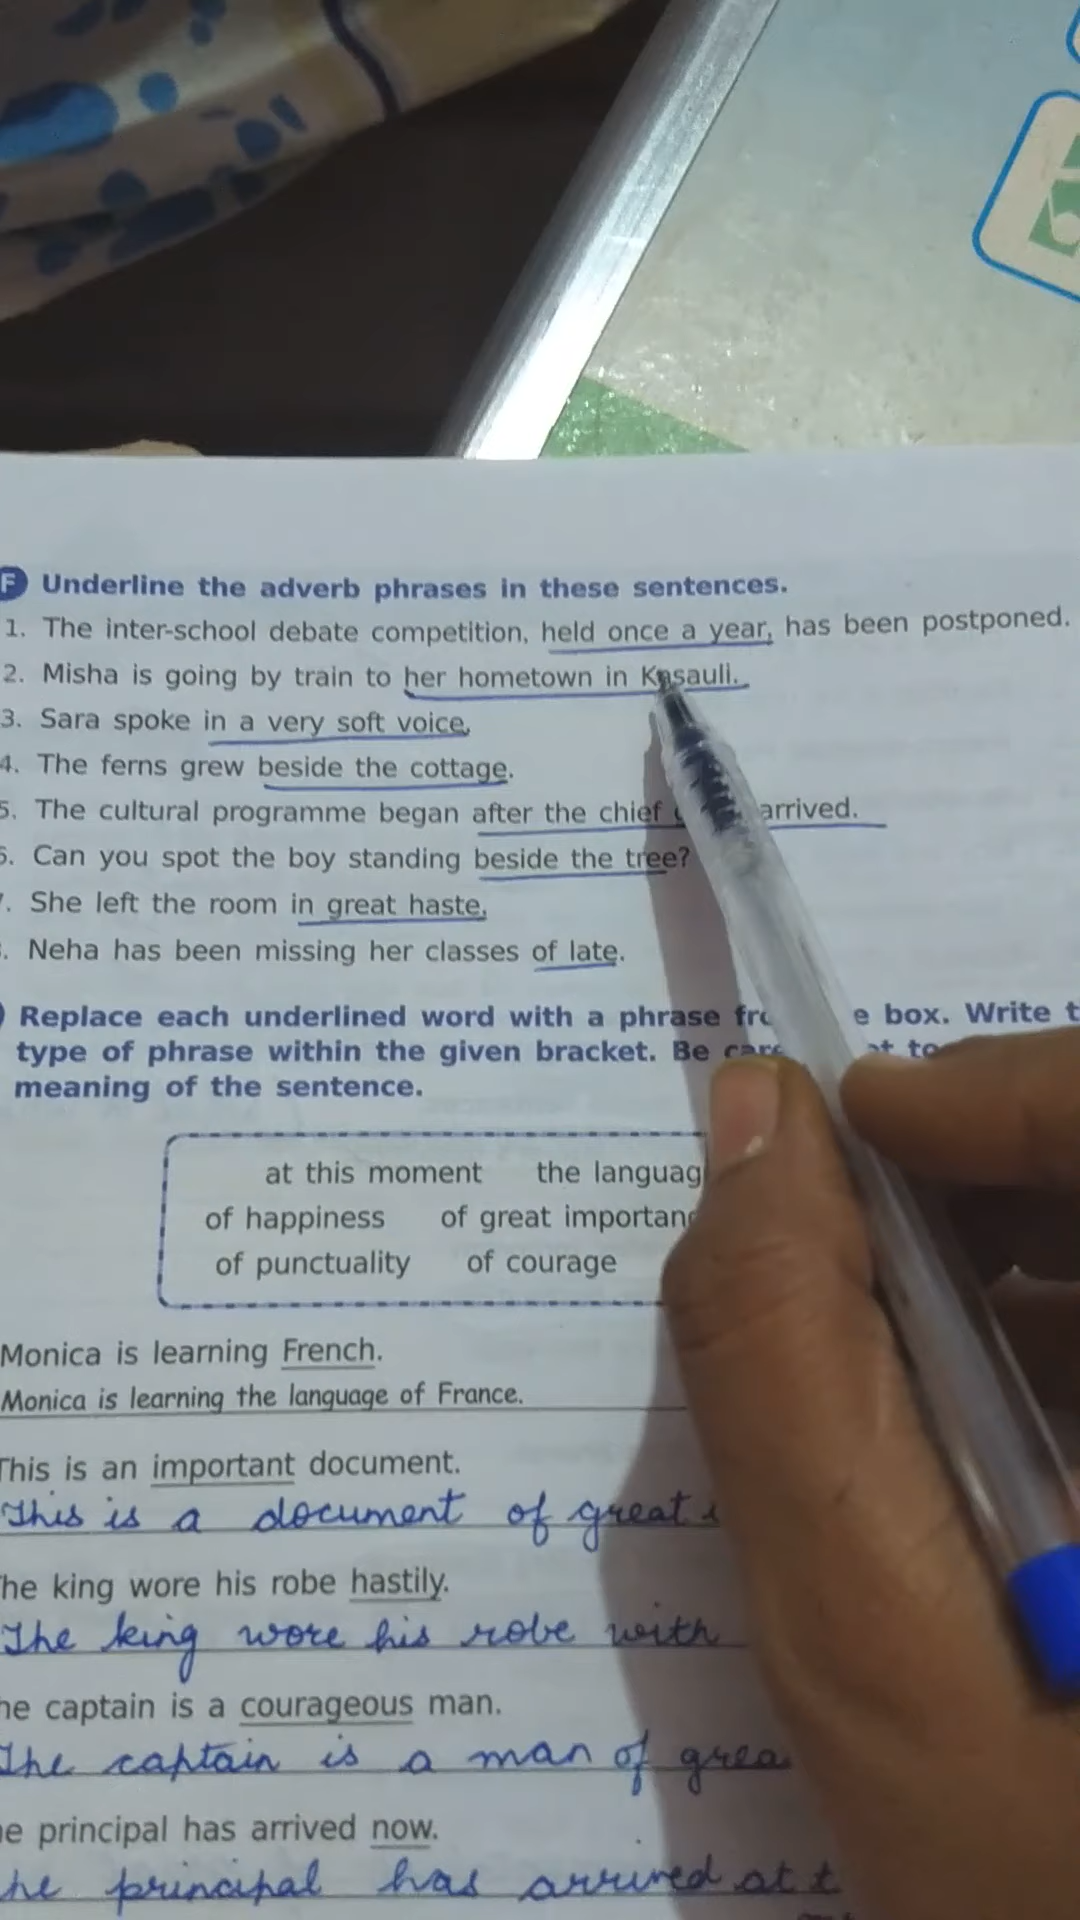 F Underline the adverb phrases in these sentences.
1. The inter-school debate competition, held once a year, has been postponed.
2. Misha is going by train to her hometown in Kasauli.
3. Sara spoke in a very soft voice.
4. The ferns grew beside the cottage.
5. The cultural programme began after the chief arrived.
6. Can you spot the boy standing beside the tree?
. She left the room in great haste.
. Neha has been missing her classes of late.
Replace each underlined word with a phrase box. Write
type of phrase within the given bracket. Be
meaning of the sentence.
at this moment the languag
of happiness of great importan
of punctuality of courage
Monica is learning French.
Monica is learning the language of France.
This is an important document.
This is a document of great
he king wore his robe hastily.
The king wore his robe with
he captain is a courageous man.
The captain is a man of grea
e principal has arrived now.
he principal has arrived at t